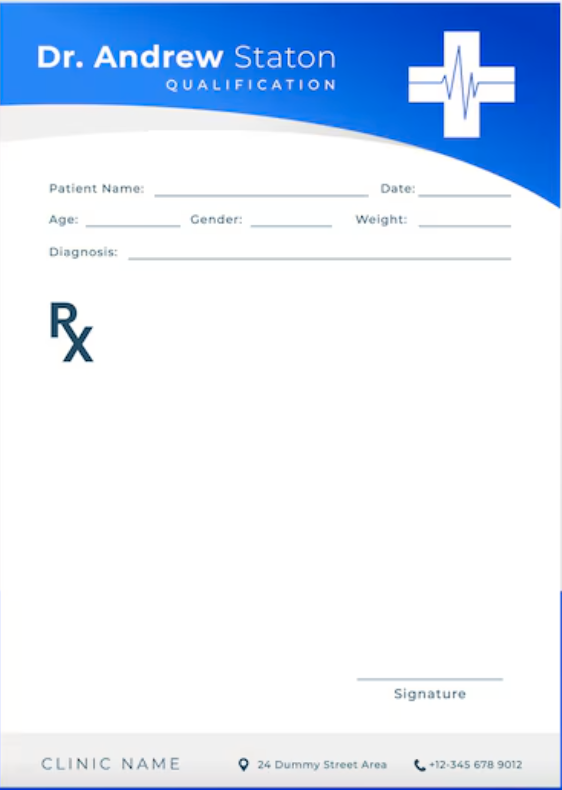 Dr. Andrew Staton
QUALIFICATION
Patient Name: Date:
Age: Gender: Weight:
Diagnosis:
Rx
Signature
CLINIC NAME 24 Dummy Street Area +12-345 678 9012